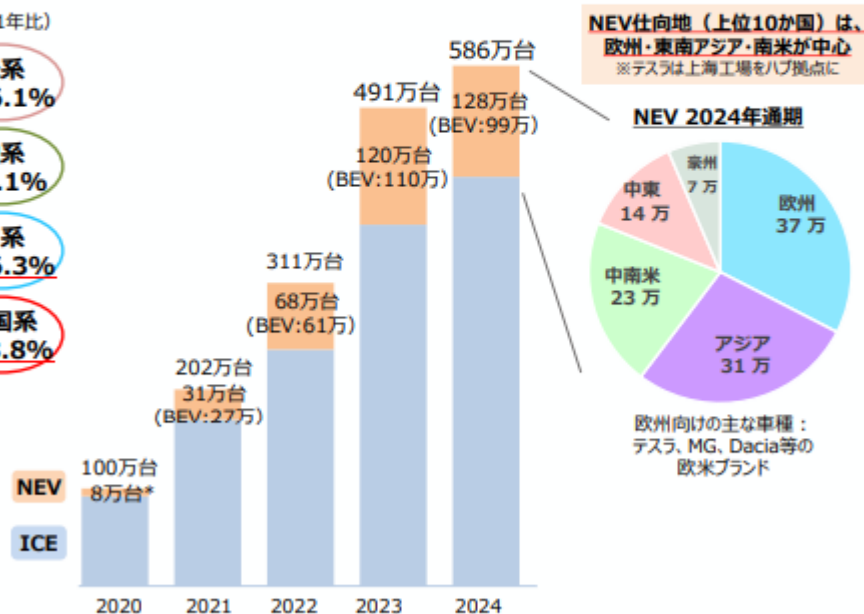 1年比）
系
5.1%
系
.1%
系
5.3%
国系
.8%
586万台
128万台
(BEV:99万)
491万台
120万台
(BEV:110万)
311万台
68万台
(BEV:61万)
202万台
31万台
(BEV:27万)
100万台
8万台*
NEV
ICE
2020
2021
2022
2023
2024
NEV仕向地（上位10か国）は、
欧州・東南アジア・南米が中心
※テスラは上海工場をハブ拠点に
NEV 2024年通期
豪州
7 万
中東
14 万
欧州
37 万
中南米
23 万
アジア
31 万
欧州向けの主な車種：
テスラ、MG、Dacia等の
欧米ブランド